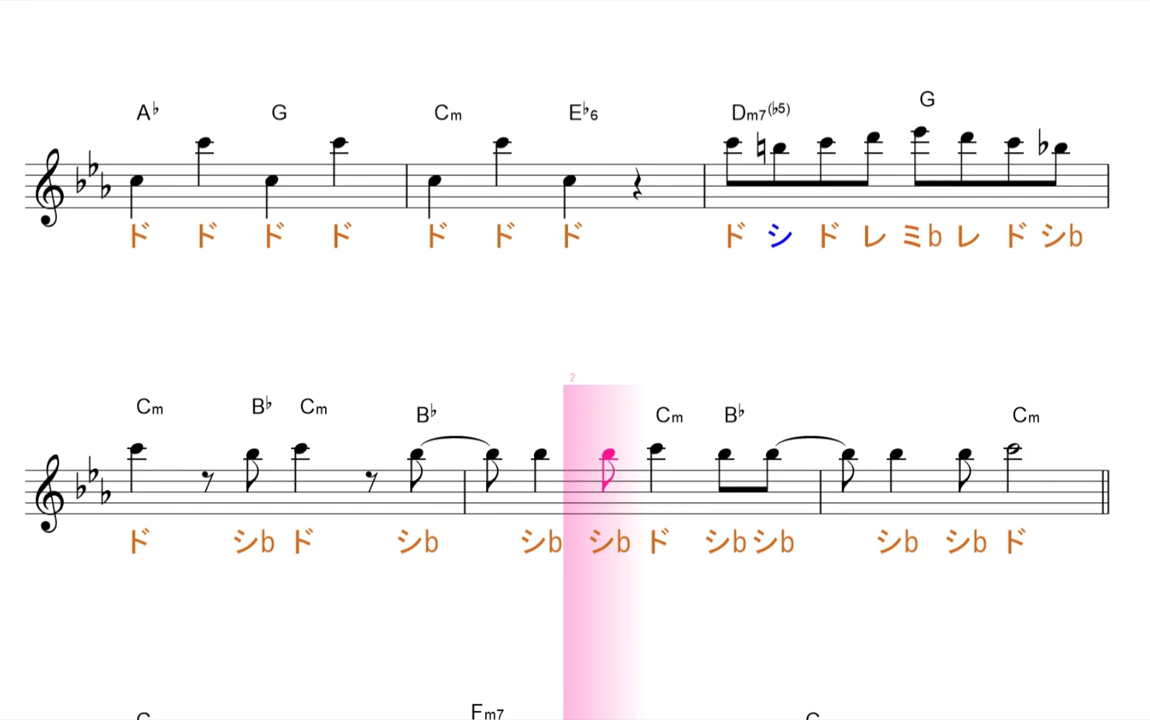 A♭ G Cm E♭6 Dm7(♭5) G
ド ド ド ド ド ド ド ド シ ド レ ミb レ ド シb
2
Cm B♭ Cm B♭ Cm B♭ Cm
ド シb ド シb シb シb ド シb シb シb シb ド
Fm7